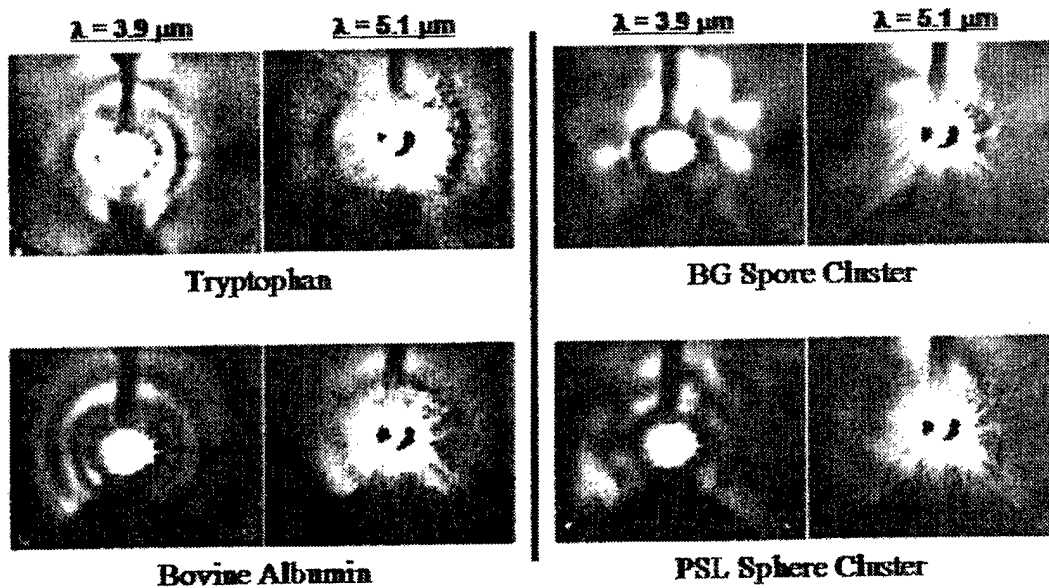 λ = 3.9 μm λ = 5.1 μm λ = 3.9 μm λ = 5.1 μm
Tryptophan BG Spore Cluster
Bovine Albumin PSL Sphere Cluster